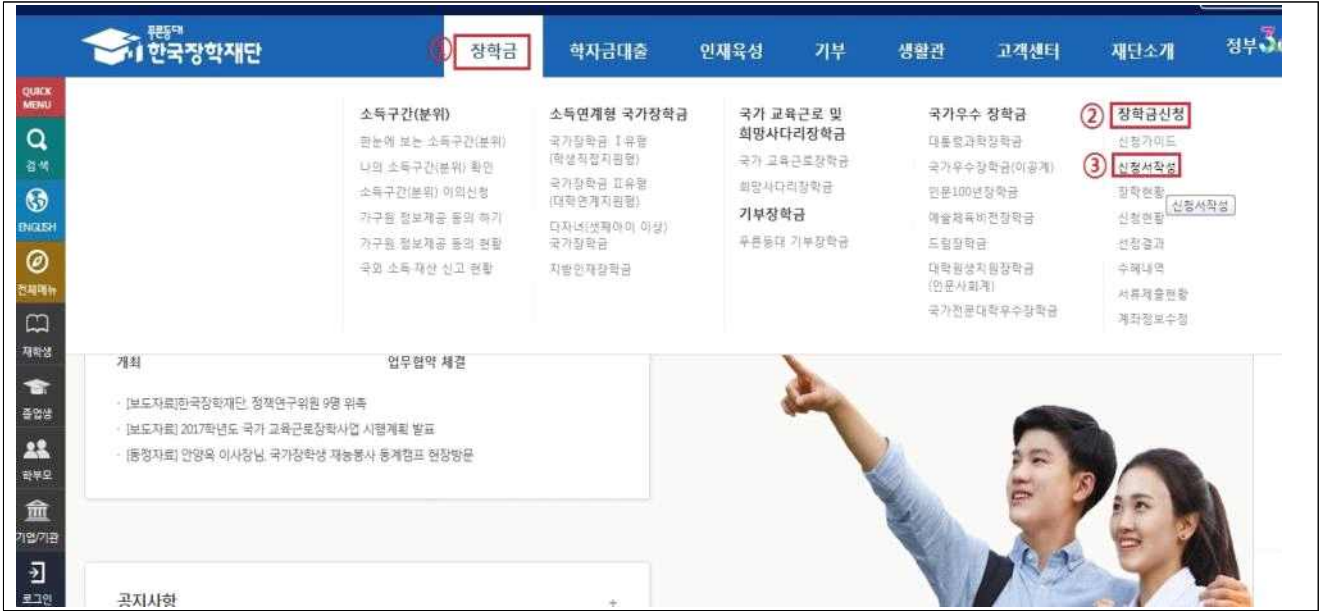 푸른등대
한국장학재단
① 장학금 학자금대출 인재육성 기부 생활관 고객센터 재단소개 정부3.0
QUICK
MENU
검색
ENGLISH
전체메뉴
재학생
졸업생
학부모
기업/기관
로그인
소득구간(분위)
한눈에 보는 소득구간(분위)
나의 소득구간(분위) 확인
소득구간(분위) 이의신청
가구원 정보제공 동의 하기
가구원 정보제공 동의 현황
국외 소득·재산 신고 현황
소득연계형 국가장학금
국가장학금 Ⅰ유형
(학생직접지원형)
국가장학금 Ⅱ유형
(대학연계지원형)
다자녀(셋째아이 이상)
국가장학금
지방인재장학금
국가 교육근로 및
희망사다리장학금
국가 교육근로장학금
희망사다리장학금
기부장학금
푸른등대 기부장학금
국가우수 장학금
대통령과학장학금
국가우수장학금(이공계)
인문100년장학금
예술체육비전장학금
드림장학금
대학원생지원장학금
(인문사회계)
국가전문대학우수장학금
② 장학금신청
신청가이드
③ 신청서작성
장학현황
신청서작성
신청현황
선정결과
수혜내역
서류제출현황
계좌정보수정
개최
업무협약 체결
· [보도자료]한국장학재단, 정책연구위원 9명 위촉
· [보도자료] 2017학년도 국가 교육근로장학사업 시행계획 발표
· [동정자료] 안양옥 이사장님, 국가장학생 재능봉사 동계캠프 현장방문
공지사항 +